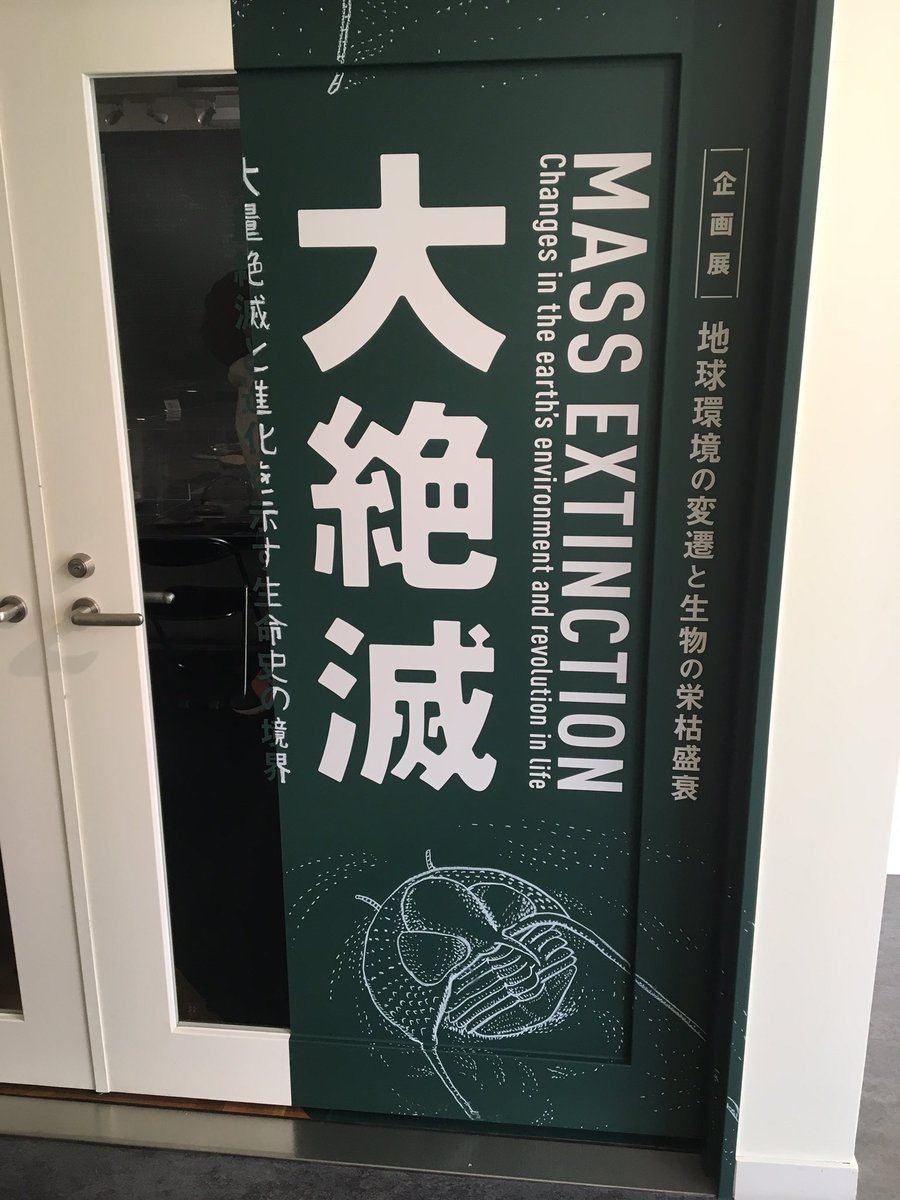 企画展
地球環境の変遷と生物の栄枯盛衰
MASS EXTINCTION
Changes in the earth's environment and revolution in life
大絶滅
大量絶滅と進化を示す生命史の境界